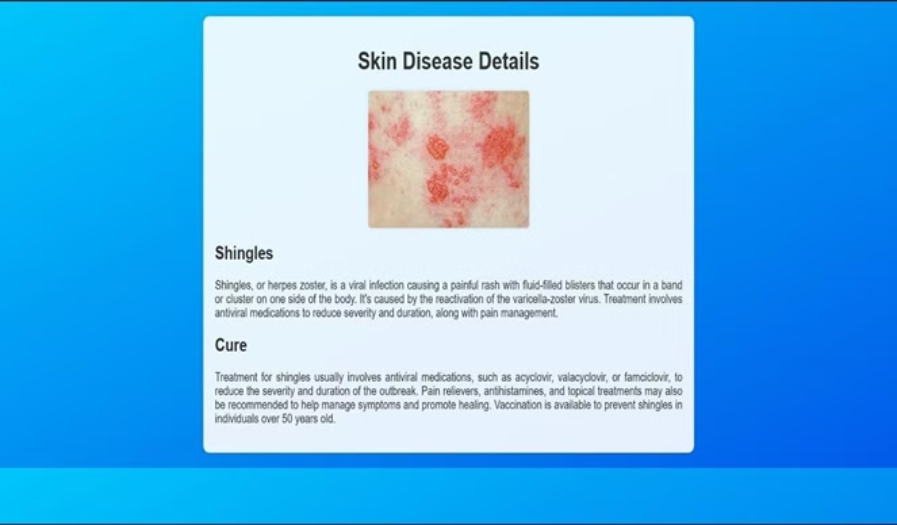 Skin Disease Details
Shingles
Shingles, or herpes zoster, is a viral infection causing a painful rash with fluid-filled blisters that occur in a band
or cluster on one side of the body. It's caused by the reactivation of the varicella-zoster virus. Treatment involves
antiviral medications to reduce severity and duration, along with pain management.
Cure
Treatment for shingles usually involves antiviral medications, such as acyclovir, valacyclovir, or famciclovir, to
reduce the severity and duration of the outbreak. Pain relievers, antihistamines, and topical treatments may also
be recommended to help manage symptoms and promote healing. Vaccination is available to prevent shingles in
individuals over 50 years old.